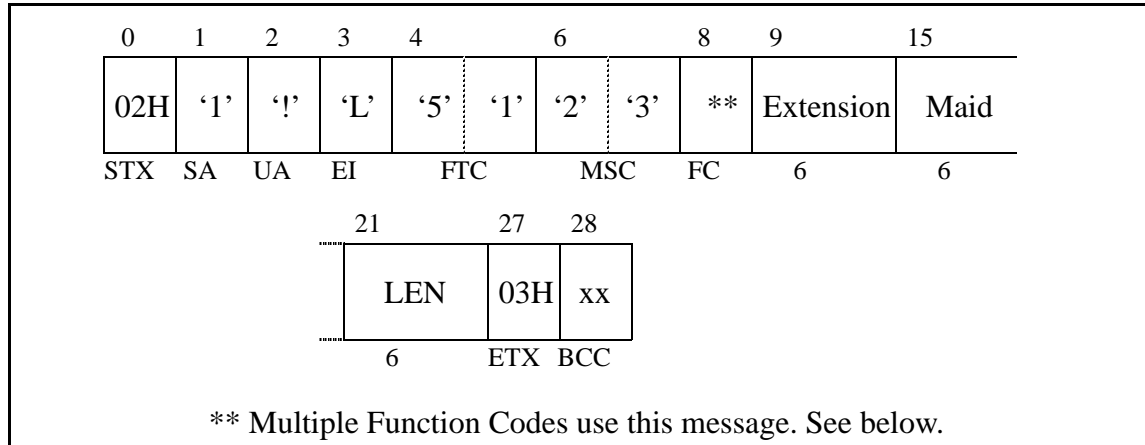 0 1 2 3 4 6 8 9 15
02H ‘1’ ‘!’ ‘L’ ‘5’ ‘1’ ‘2’ ‘3’ ** Extension Maid
STX SA UA EI FTC MSC FC 6 6
21 27 28
LEN 03H xx
6 ETX BCC
** Multiple Function Codes use this message. See below.